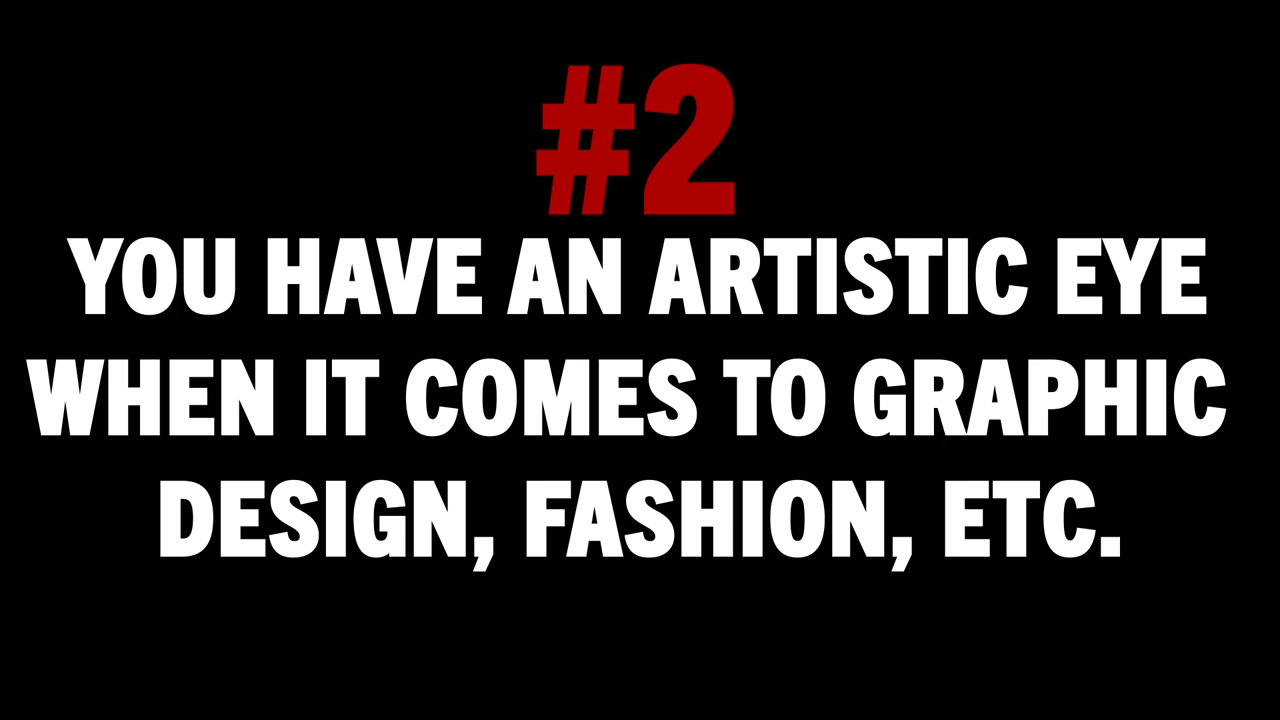 #2
YOU HAVE AN ARTISTIC EYE
WHEN IT COMES TO GRAPHIC
DESIGN, FASHION, ETC.